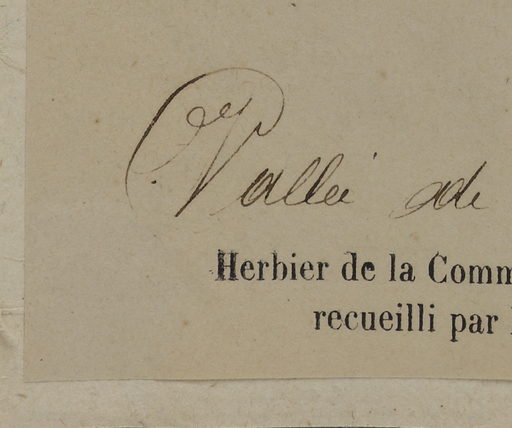 Vallée de
Herbier de la Comm
recueilli par